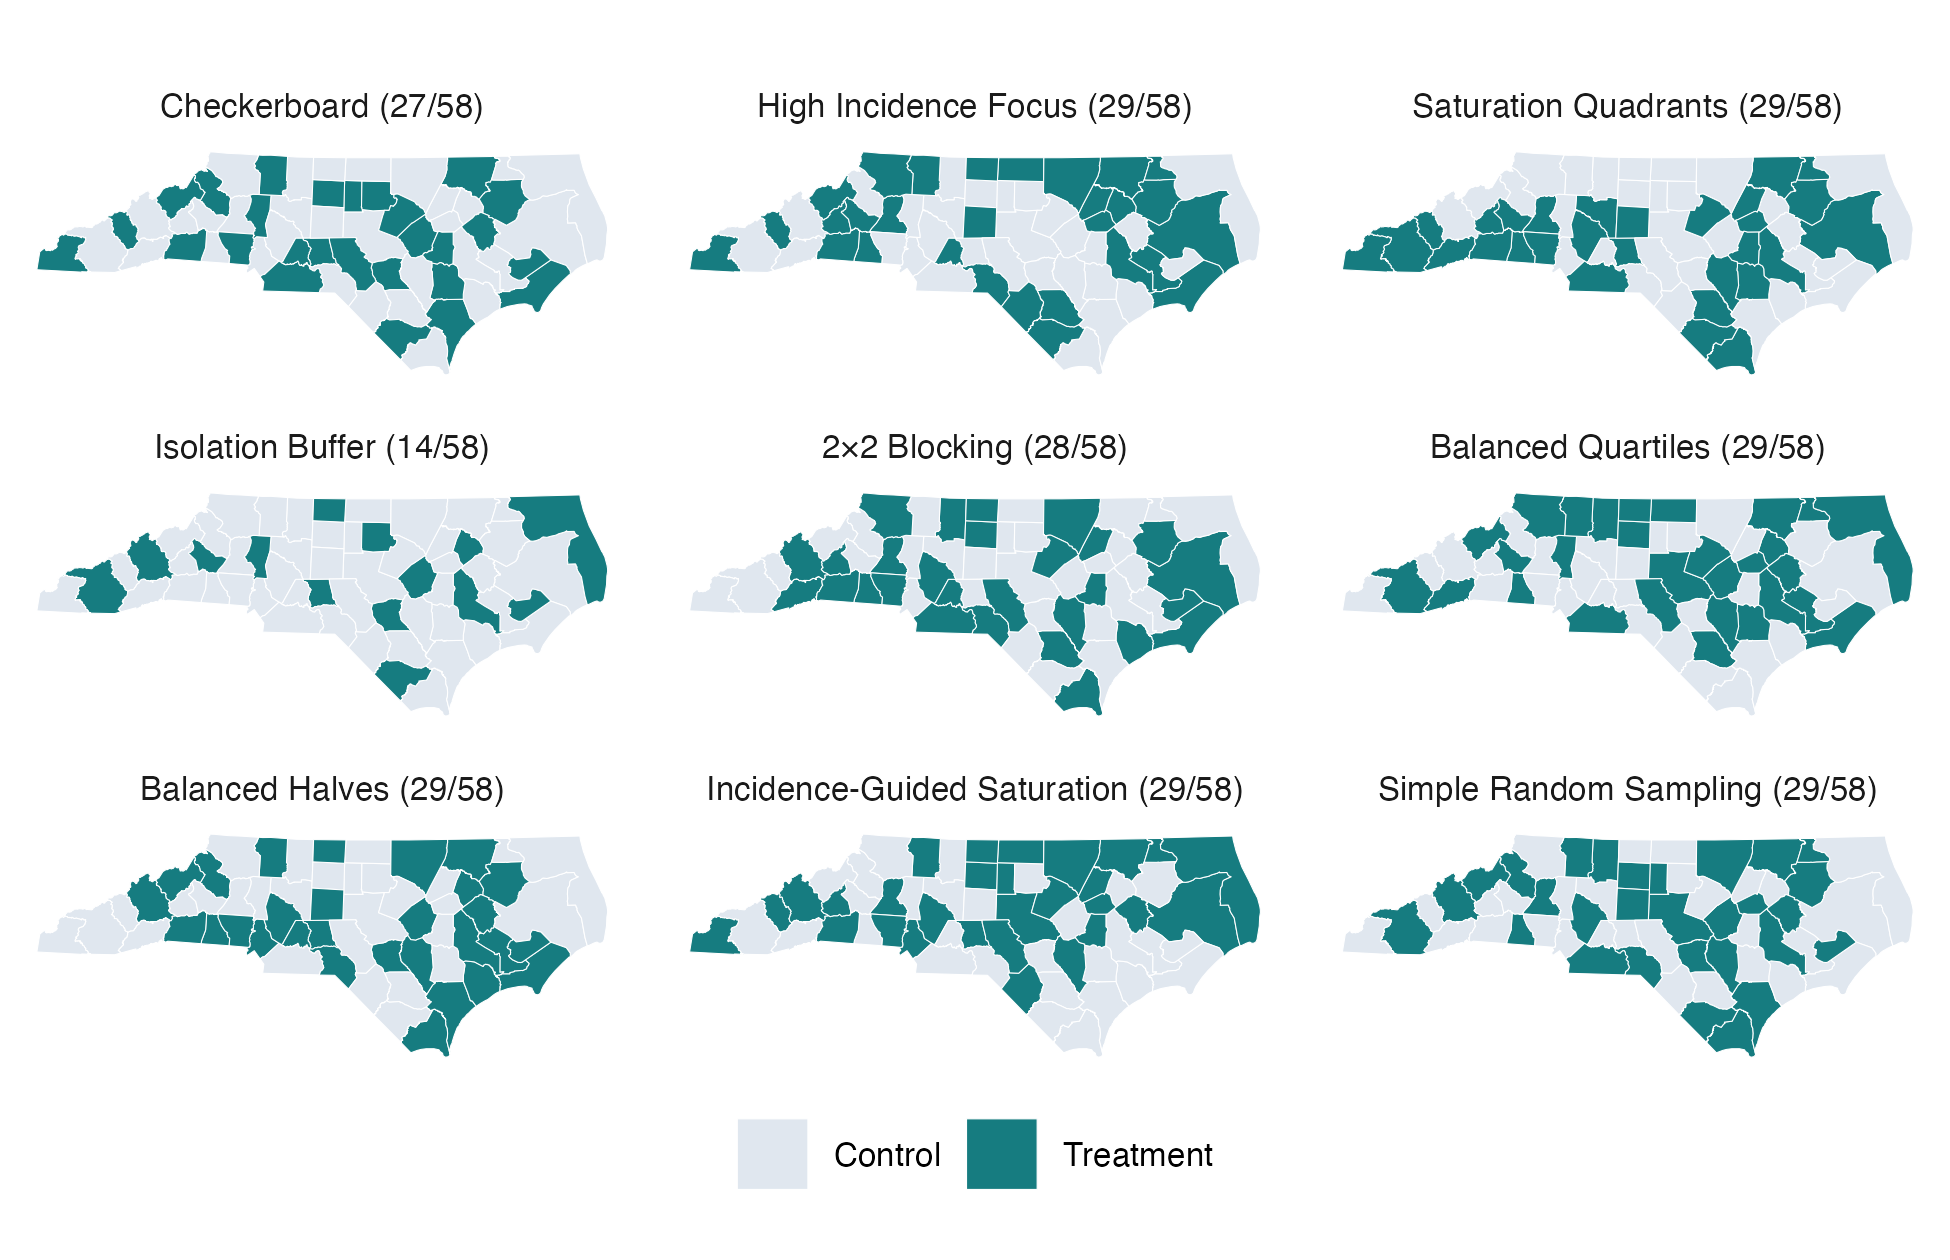 Checkerboard (27/58)
High Incidence Focus (29/58)
Saturation Quadrants (29/58)
Isolation Buffer (14/58)
2×2 Blocking (28/58)
Balanced Quartiles (29/58)
Balanced Halves (29/58)
Incidence-Guided Saturation (29/58)
Simple Random Sampling (29/58)
Control
Treatment